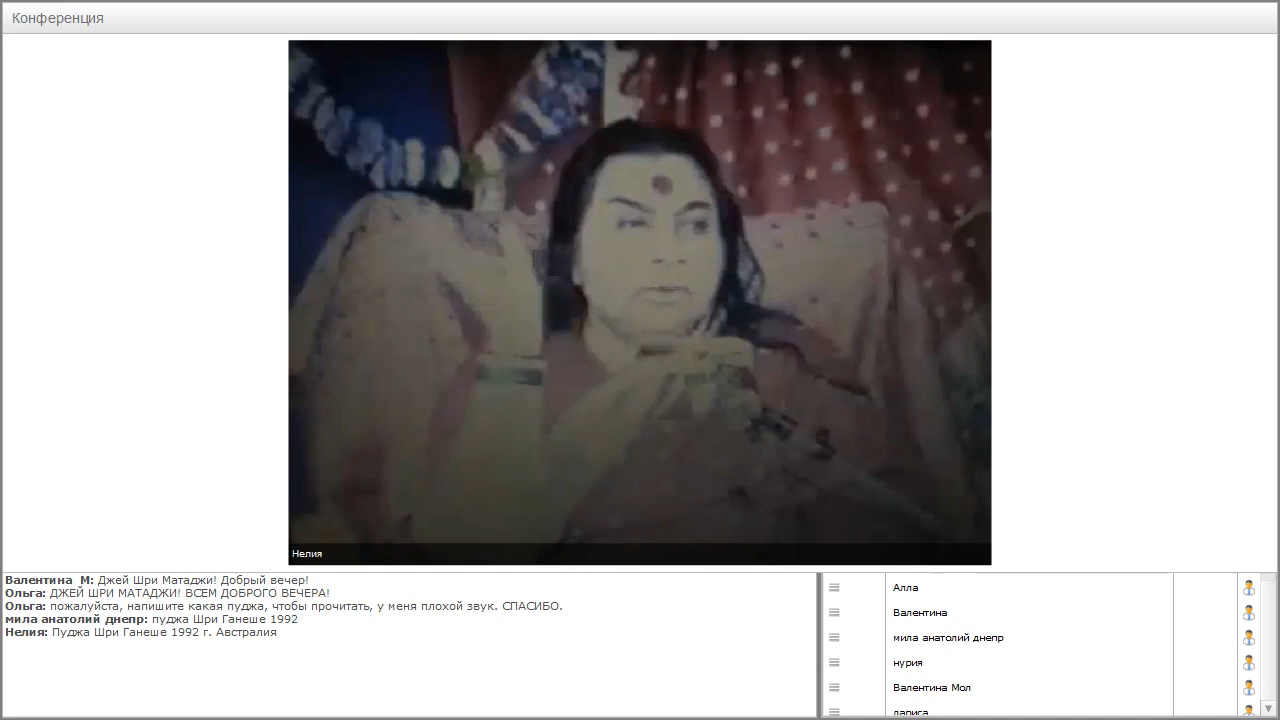 Конференция
Нелия
Валентина М: Джей Шри Матаджи! Добрый вечер!
Ольга: ДЖЕЙ ШРИ МАТАДЖИ! ВСЕМ ДОБРОГО ВЕЧЕРА!
Ольга: пожалуйста, напишите какая пуджа, чтобы прочитать, у меня плохой звук. СПАСИБО.
мила анатолий днепр: пуджа Шри Ганеше 1992
Нелия: Пуджа Шри Ганеше 1992 г. Австралия
Алла
Валентина
мила анатолий днепр
нурия
Валентина Мол
лариса